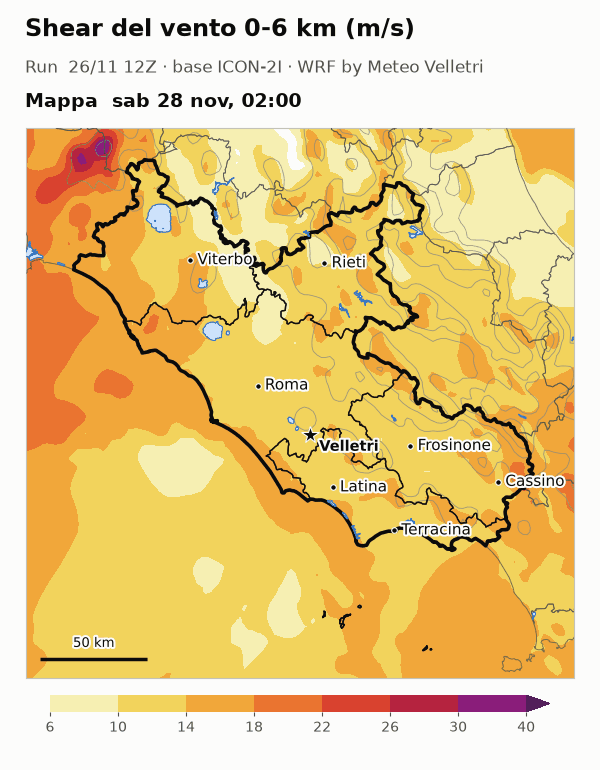 Shear del vento 0-6 km (m/s)
Run  26/11 12Z · base ICON-2I · WRF by Meteo Velletri
Mappa  sab 28 nov, 02:00
Viterbo
Rieti
Roma
Velletri
Frosinone
Cassino
Latina
Terracina
50 km
6 10 14 18 22 26 30 40